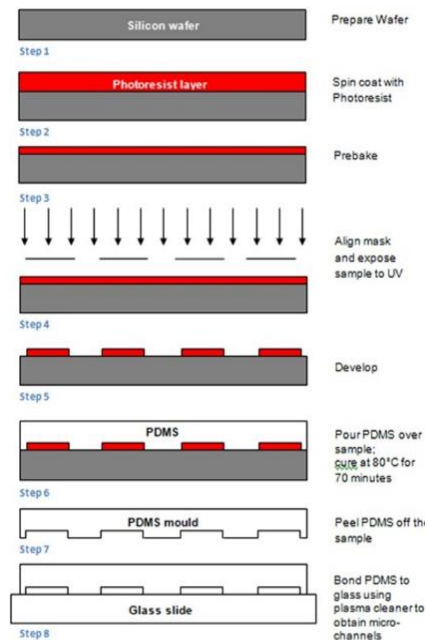 Silicon wafer
Prepare Wafer
Step 1
Photoresist layer
Spin coat with
Photoresist
Step 2
Prebake
Step 3
Align mask
and expose
sample to UV
Step 4
Develop
Step 5
PDMS
Pour PDMS over
sample;
cure at 80°C for
70 minutes
Step 6
PDMS mould
Peel PDMS off the
sample
Step 7
Bond PDMS to
glass using
plasma cleaner to
obtain micro-
channels
Glass slide
Step 8